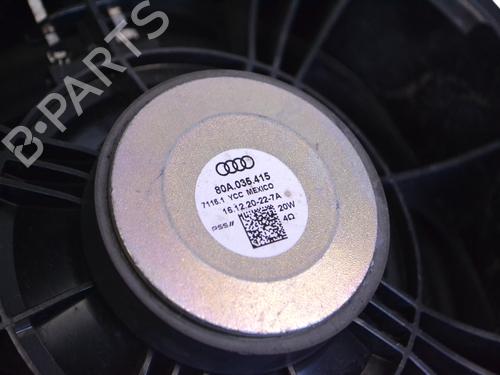 B-PARTS
80A.035.415
7116.1 YCC MEXICO
16.12.20-22-7A
PSS//
20W
4Ω